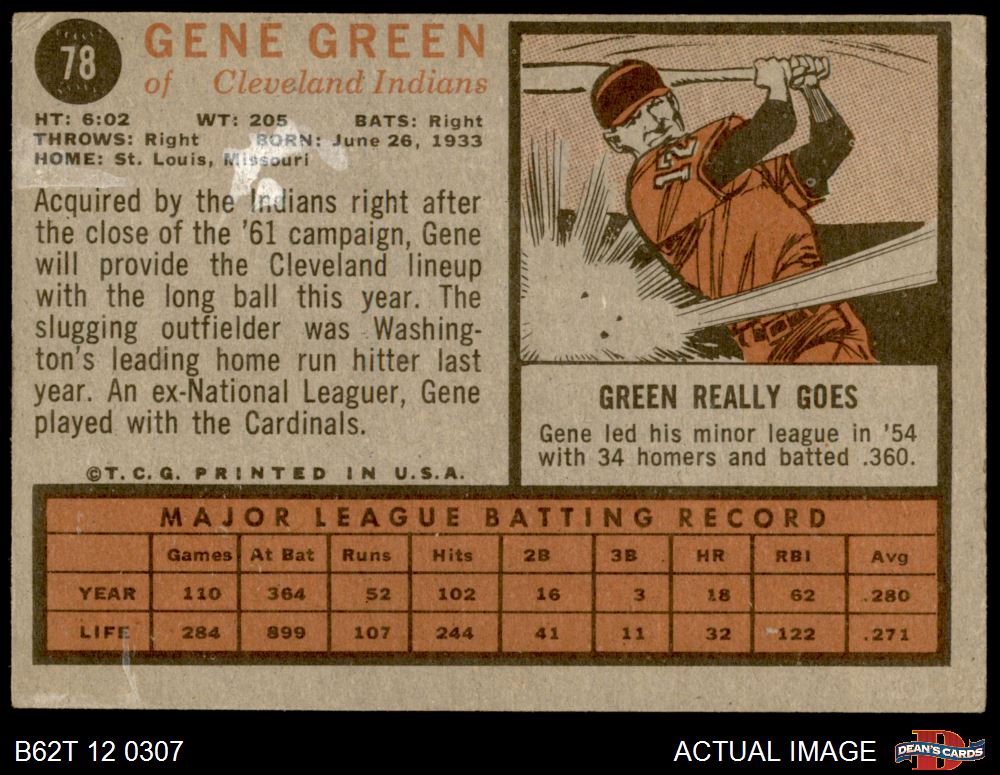 78
GENE GREEN
of Cleveland Indians
HT: 6:02 WT: 205 BATS: Right
THROWS: Right BORN: June 26, 1933
HOME: St. Louis, Missouri
Acquired by the Indians right after
the close of the '61 campaign, Gene
will provide the Cleveland lineup
with the long ball this year. The
slugging outfielder was Washing-
ton's leading home run hitter last
year. An ex-National Leaguer, Gene
played with the Cardinals.
©T.C.G. PRINTED IN U.S.A.
12
GREEN REALLY GOES
Gene led his minor league in '54
with 34 homers and batted .360.
MAJOR LEAGUE BATTING RECORD
Games At Bat Runs Hits 2B 3B HR RBI Avg
YEAR 110 364 52 102 16 3 18 62 .280
LIFE 284 899 107 244 41 11 32 122 .271
B62T 12 0307
ACTUAL IMAGE
D
DEAN'S CARDS